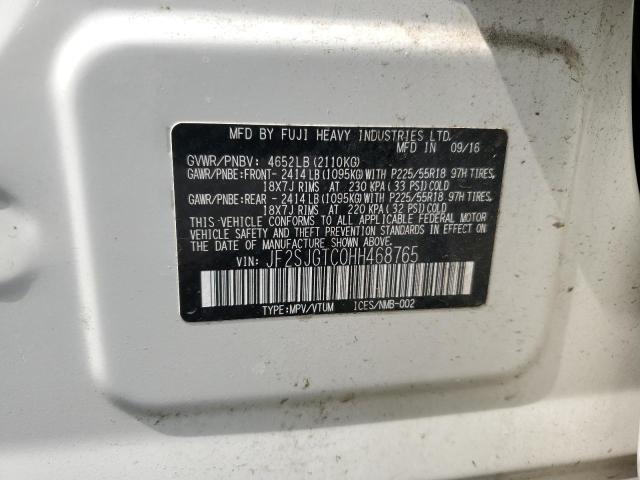 MFD BY FUJI HEAVY INDUSTRIES LTD.
MFD IN 09/16
GVWR/PNBV: 4652LB(2110KG)
GAWR/PNBE:FRONT- 2414LB(1095KG)WITH P225/55R18 97H TIRES,
18X7J RIMS AT 230 KPA (33 PSI)COLD
GAWR/PNBE:REAR - 2414LB(1095KG)WITH P225/55R18 97H TIRES,
18X7J RIMS AT 220 KPA(32 PSI)COLD
THIS VEHICLE CONFORMS TO ALL APPLICABLE FEDERAL MOTOR
VEHICLE SAFETY AND THEFT PREVENTION STANDARDS IN EFFECT
ON THE DATE OF MANUFACTURE SHOWN ABOVE.
VIN: JF2SJGTC0HH468765
TYPE:MPV/VTUM ICES/NMB-002